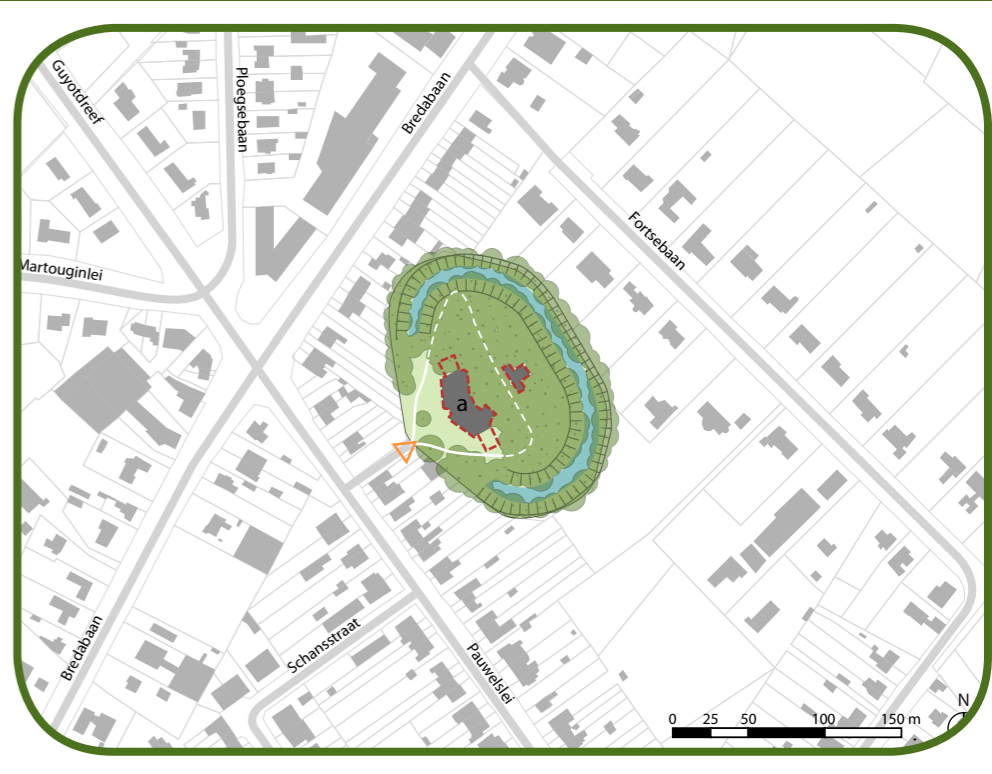 Guyotdreef
Ploegsebaan
Bredabaan
Fortsebaan
Martouginlei
a
Bredabaan
Schansstraat
Pauwelslei
N
0 25 50 100 150 m